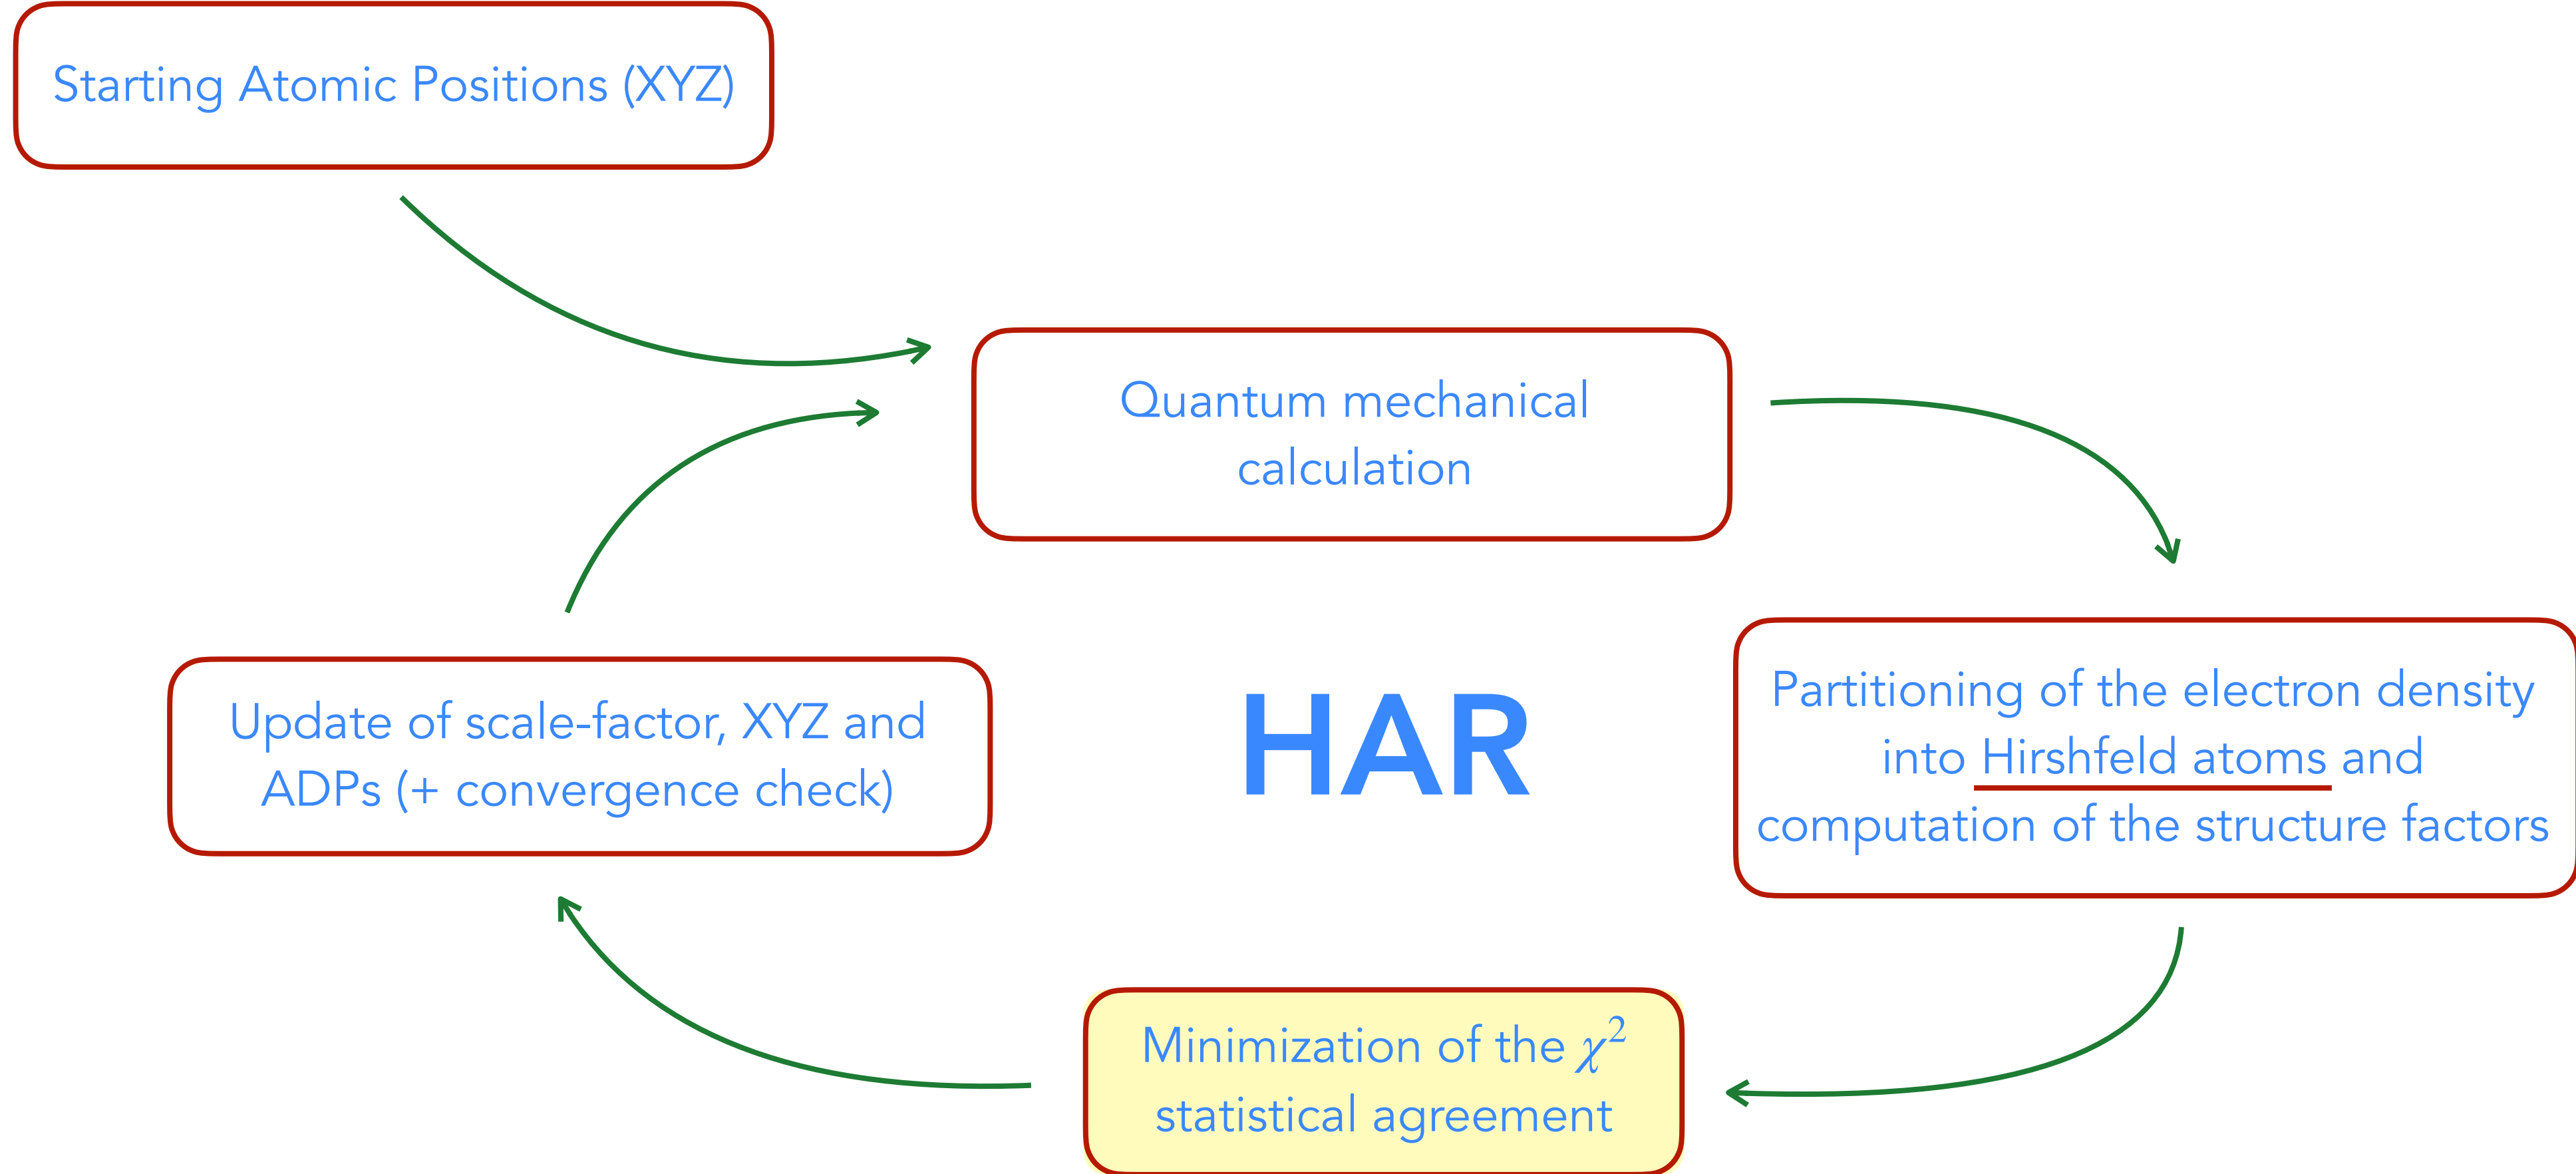 Starting Atomic Positions (XYZ)
Quantum mechanical
calculation
Update of scale-factor, XYZ and
ADPs (+ convergence check)
HAR
Partitioning of the electron density
into Hirshfeld atoms and
computation of the structure factors
Minimization of the χ²
statistical agreement